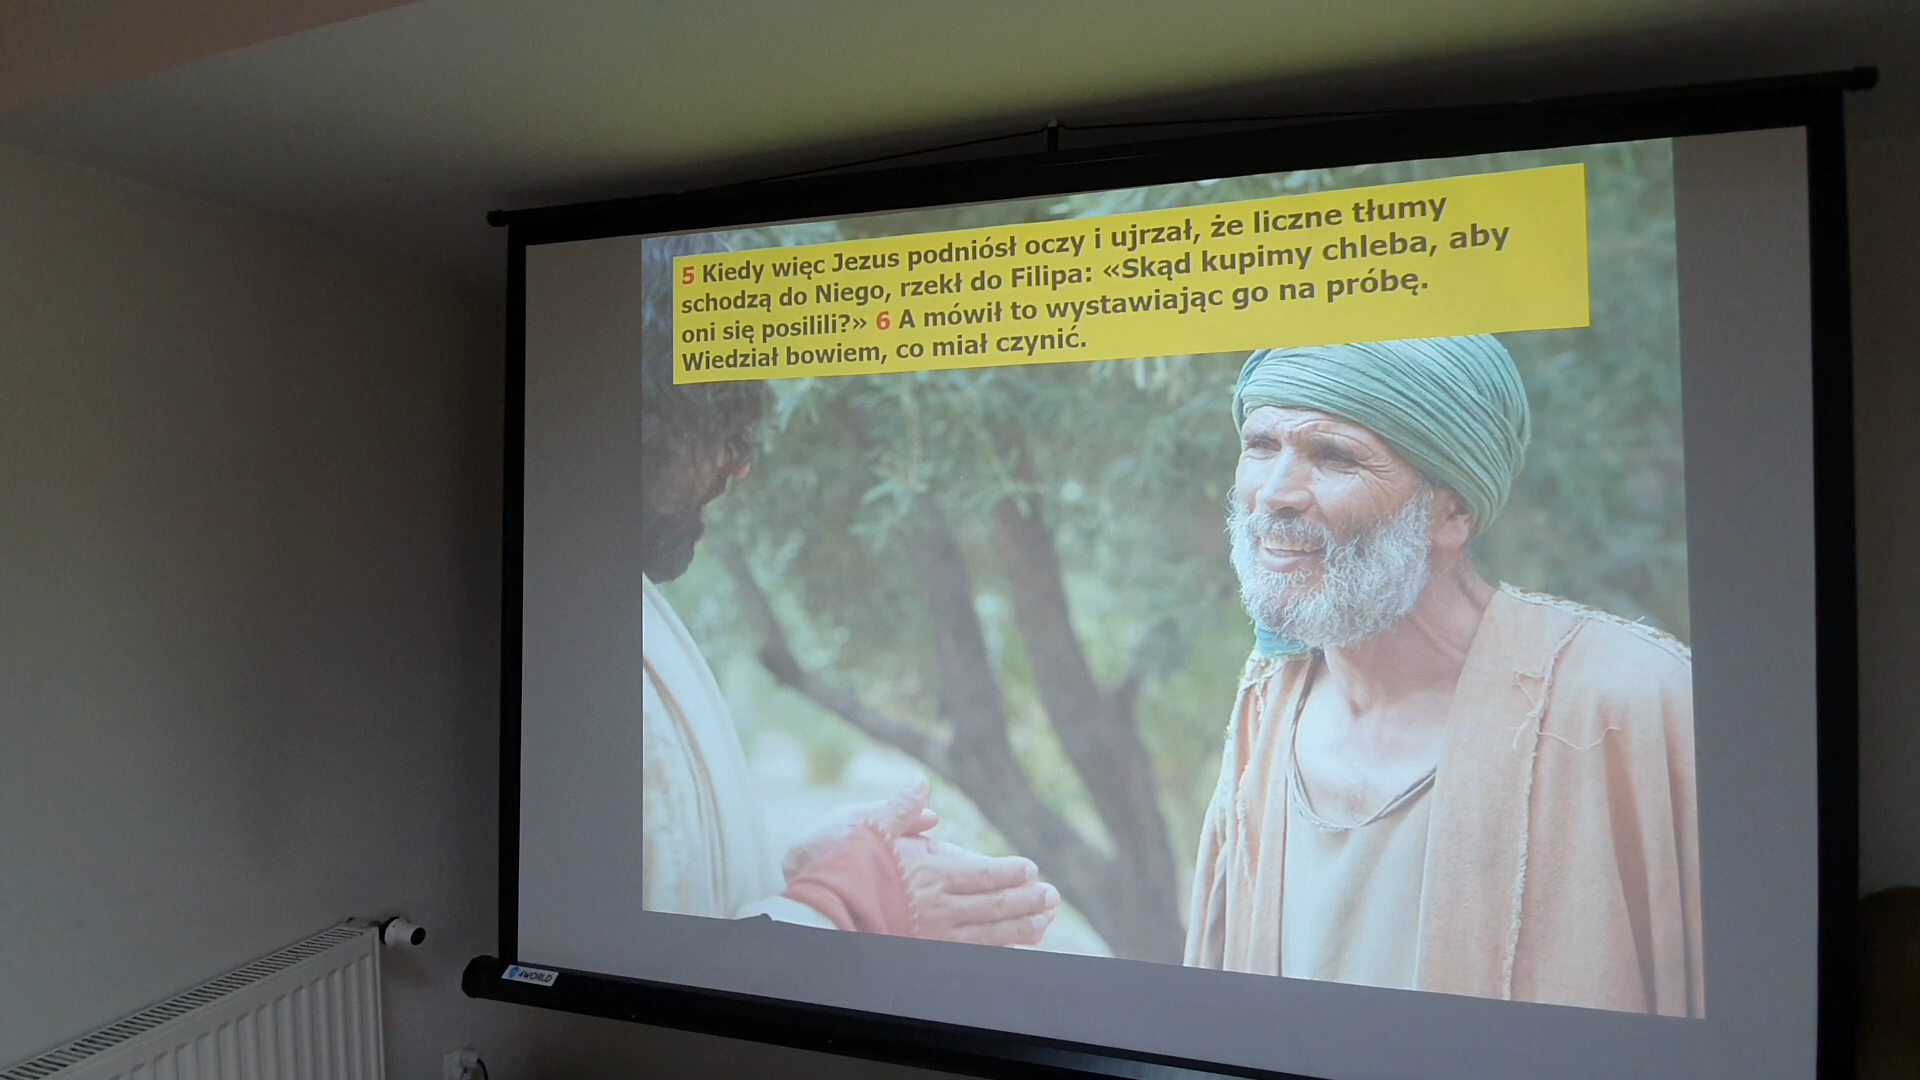 5 Kiedy więc Jezus podniósł oczy i ujrzał, że liczne tłumy
schodzą do Niego, rzekł do Filipa: «Skąd kupimy chleba, aby
oni się posilili?» 6 A mówił to wystawiając go na próbę.
Wiedział bowiem, co miał czynić.
4WORLD